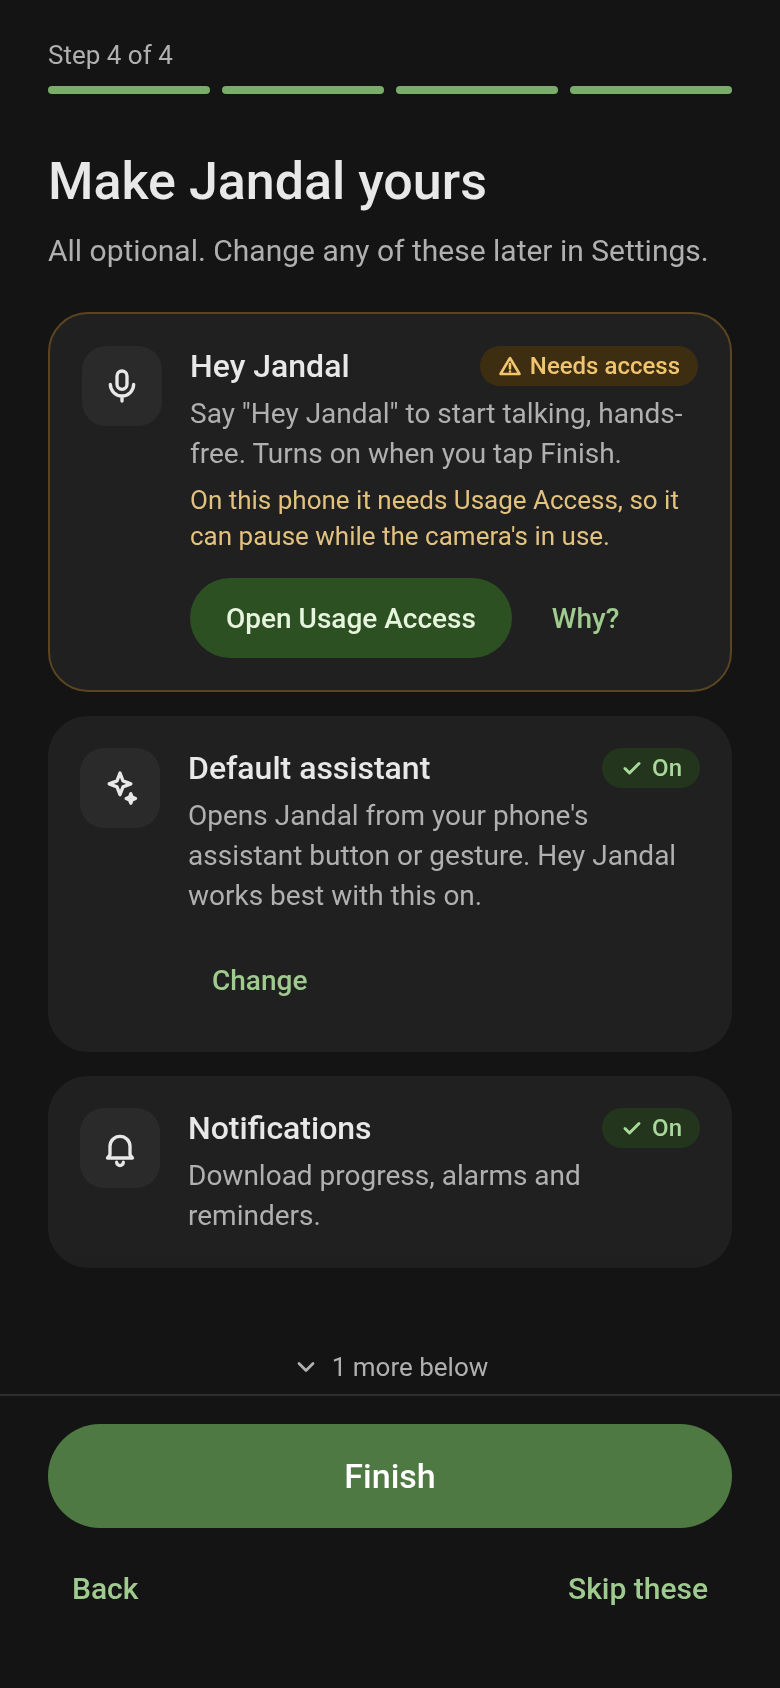 Step 4 of 4
Make Jandal yours
All optional. Change any of these later in Settings.
Hey Jandal
Needs access
Say "Hey Jandal" to start talking, hands-
free. Turns on when you tap Finish.
On this phone it needs Usage Access, so it
can pause while the camera's in use.
Open Usage Access
Why?
Default assistant
On
Opens Jandal from your phone's
assistant button or gesture. Hey Jandal
works best with this on.
Change
Notifications
On
Download progress, alarms and
reminders.
1 more below
Finish
Back
Skip these